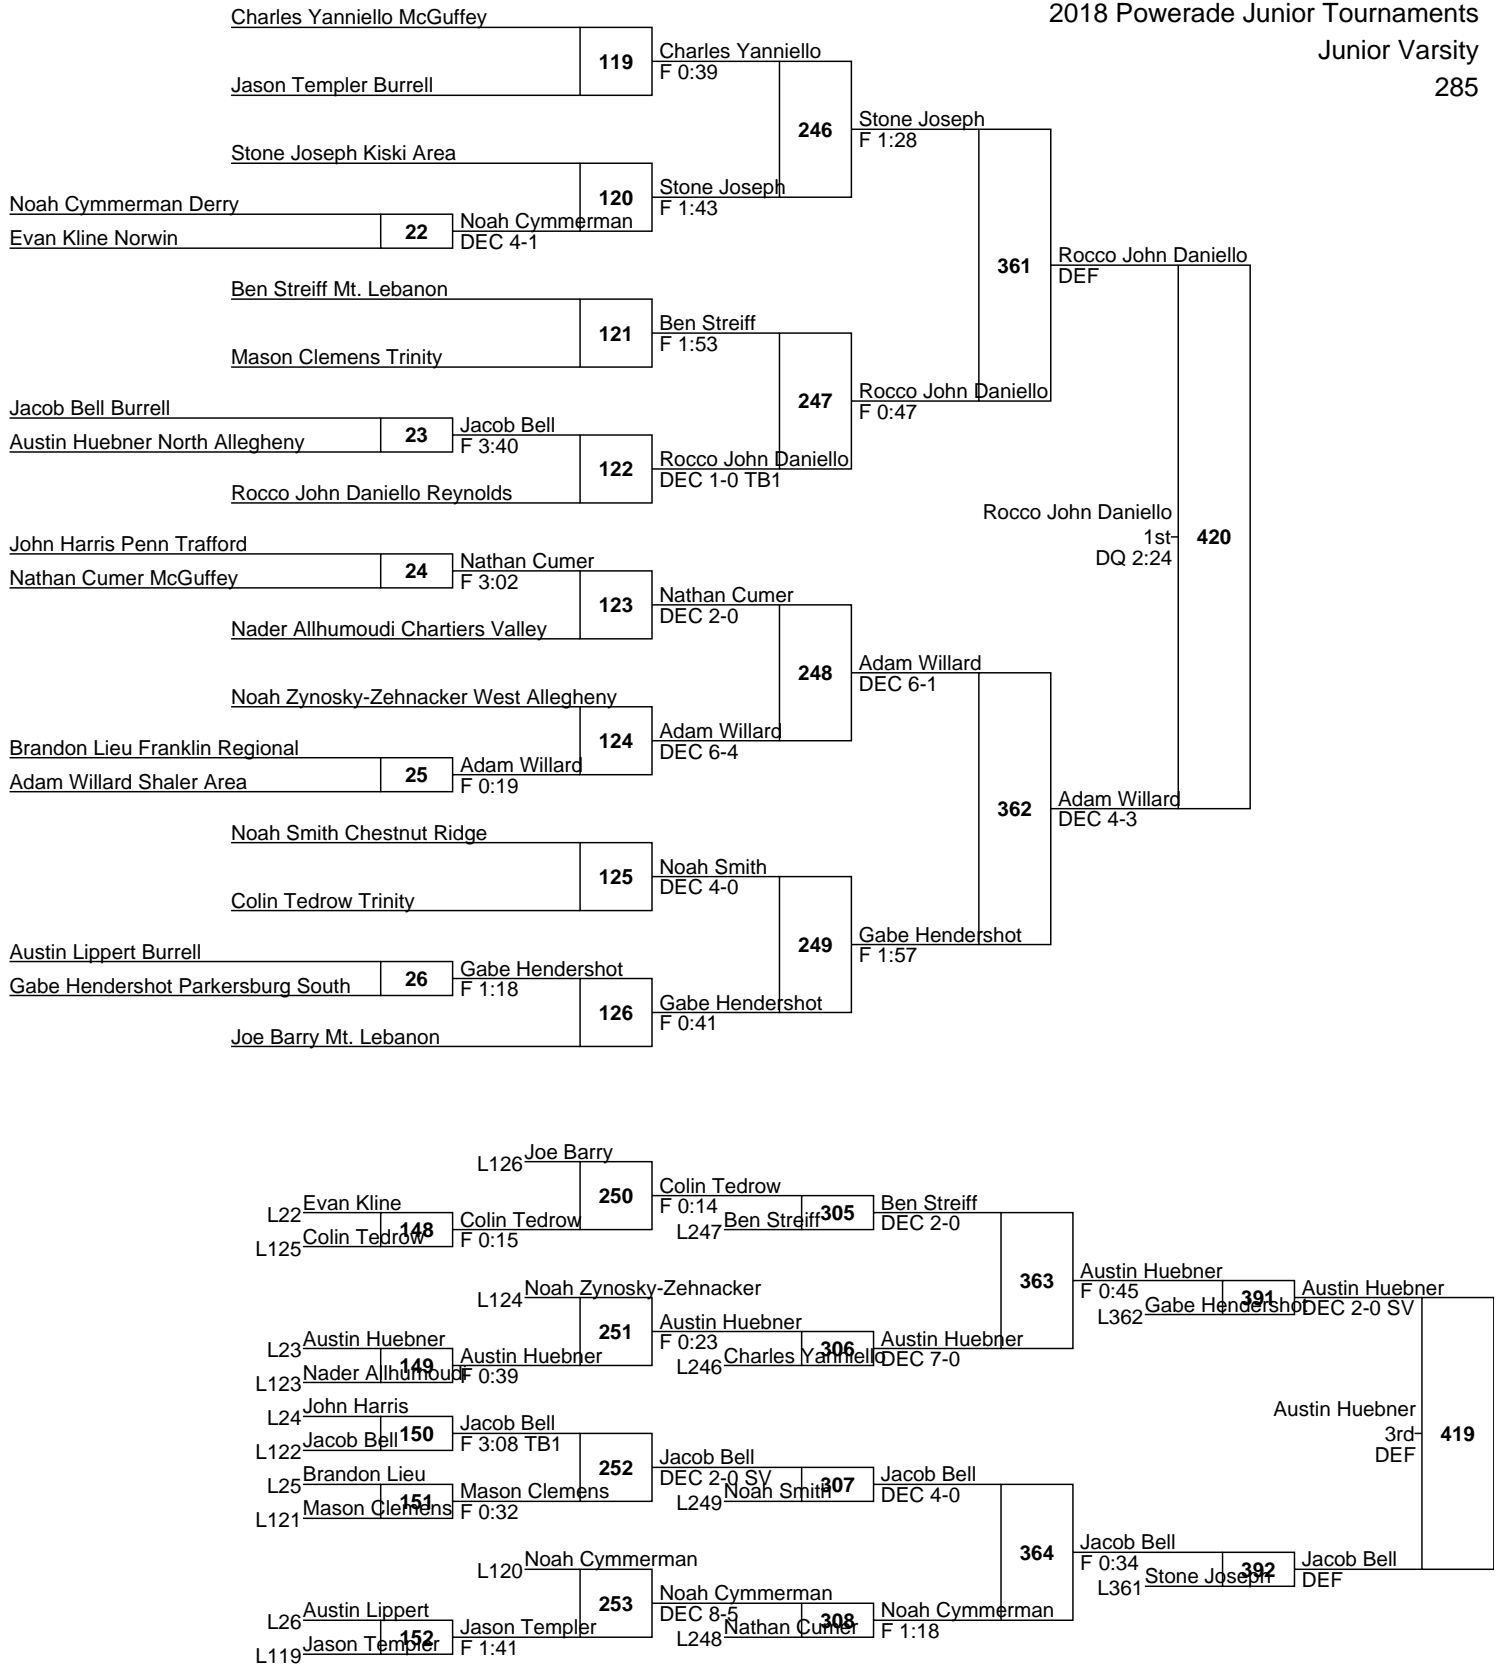 2018 Powerade Junior Tournaments
Junior Varsity
285
Charles Yanniello McGuffey
119
Charles Yanniello
F 0:39
Jason Templer Burrell
246
Stone Joseph
F 1:28
Stone Joseph Kiski Area
120
Stone Joseph
F 1:43
Noah Cymmerman Derry
22
Noah Cymmerman
DEC 4-1
Evan Kline Norwin
361
Rocco John Daniello
DEF
Ben Streiff Mt. Lebanon
121
Ben Streiff
F 1:53
Mason Clemens Trinity
247
Rocco John Daniello
F 0:47
Jacob Bell Burrell
23
Jacob Bell
F 3:40
Austin Huebner North Allegheny
122
Rocco John Daniello
DEC 1-0 TB1
Rocco John Daniello Reynolds
Rocco John Daniello
1st
DQ 2:24
420
John Harris Penn Trafford
24
Nathan Cumer
F 3:02
Nathan Cumer McGuffey
123
Nathan Cumer
DEC 2-0
Nader Allhumoudi Chartiers Valley
248
Adam Willard
DEC 6-1
Noah Zynosky-Zehnacker West Allegheny
124
Adam Willard
DEC 6-4
Brandon Lieu Franklin Regional
25
Adam Willard
F 0:19
Adam Willard Shaler Area
362
Adam Willard
DEC 4-3
Noah Smith Chestnut Ridge
125
Noah Smith
DEC 4-0
Colin Tedrow Trinity
249
Gabe Hendershot
F 1:57
Austin Lippert Burrell
26
Gabe Hendershot
F 1:18
Gabe Hendershot Parkersburg South
126
Gabe Hendershot
F 0:41
Joe Barry Mt. Lebanon
L126 Joe Barry
250
Colin Tedrow
F 0:14
L22 Evan Kline
148
Colin Tedrow
F 0:15
L125 Colin Tedrow
L247 Ben Streiff
305
Ben Streiff
DEC 2-0
363
Austin Huebner
F 0:45
L124 Noah Zynosky-Zehnacker
251
Austin Huebner
F 0:23
L362 Gabe Hendershot
391
Austin Huebner
DEC 2-0 SV
L23 Austin Huebner
149
Austin Huebner
F 0:39
L123 Nader Allhumoudi
L246 Charles Yanniello
306
Austin Huebner
DEC 7-0
L24 John Harris
150
Jacob Bell
F 3:08 TB1
L122 Jacob Bell
252
Jacob Bell
DEC 2-0 SV
Austin Huebner
3rd
DEF
419
L25 Brandon Lieu
151
Mason Clemens
F 0:32
L121 Mason Clemens
L249 Noah Smith
307
Jacob Bell
DEC 4-0
364
Jacob Bell
F 0:34
L361 Stone Joseph
392
Jacob Bell
DEF
L120 Noah Cymmerman
253
Noah Cymmerman
DEC 8-5
L26 Austin Lippert
152
Jason Templer
F 1:41
L119 Jason Templer
L248 Nathan Cumer
308
Noah Cymmerman
F 1:18